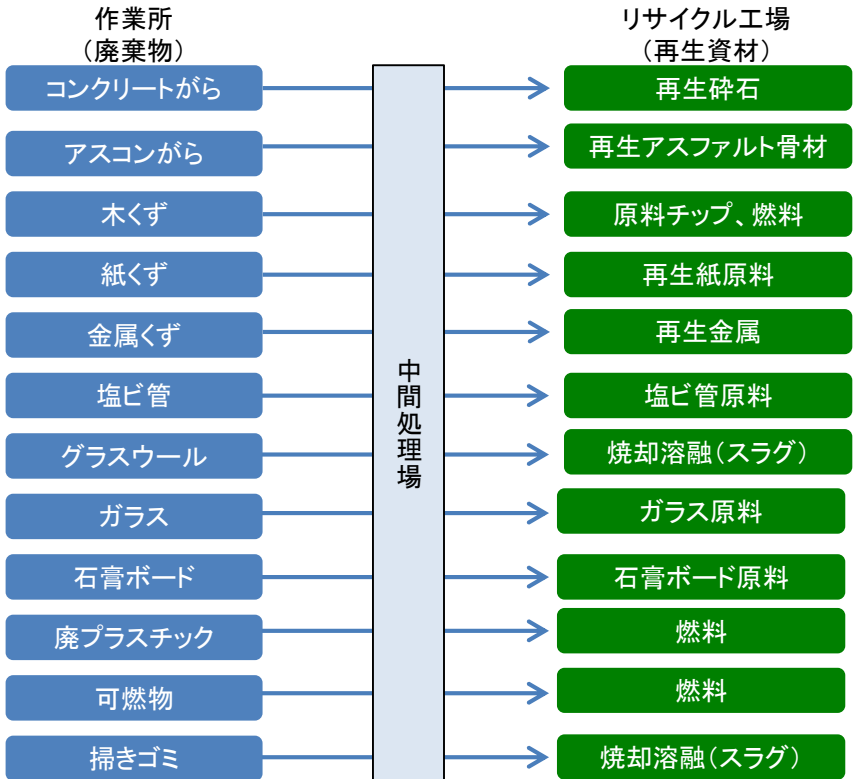 作業所
(廃棄物)
リサイクル工場
(再生資材)
コンクリートがら
再生砕石
アスコンがら
再生アスファルト骨材
木くず
原料チップ、燃料
紙くず
再生紙原料
金属くず
再生金属
中間処理場
塩ビ管
塩ビ管原料
グラスウール
焼却溶融(スラグ)
ガラス
ガラス原料
石膏ボード
石膏ボード原料
廃プラスチック
燃料
可燃物
燃料
掃きゴミ
焼却溶融(スラグ)